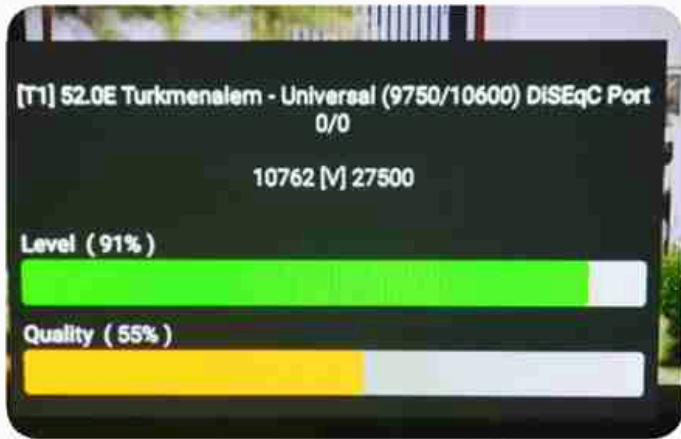 [T1] 52.0E Turkmenalem - Universal (9750/10600) DiSEqC Port
0/0
10762 [V] 27500
Level ( 91% )
Quality ( 55% )